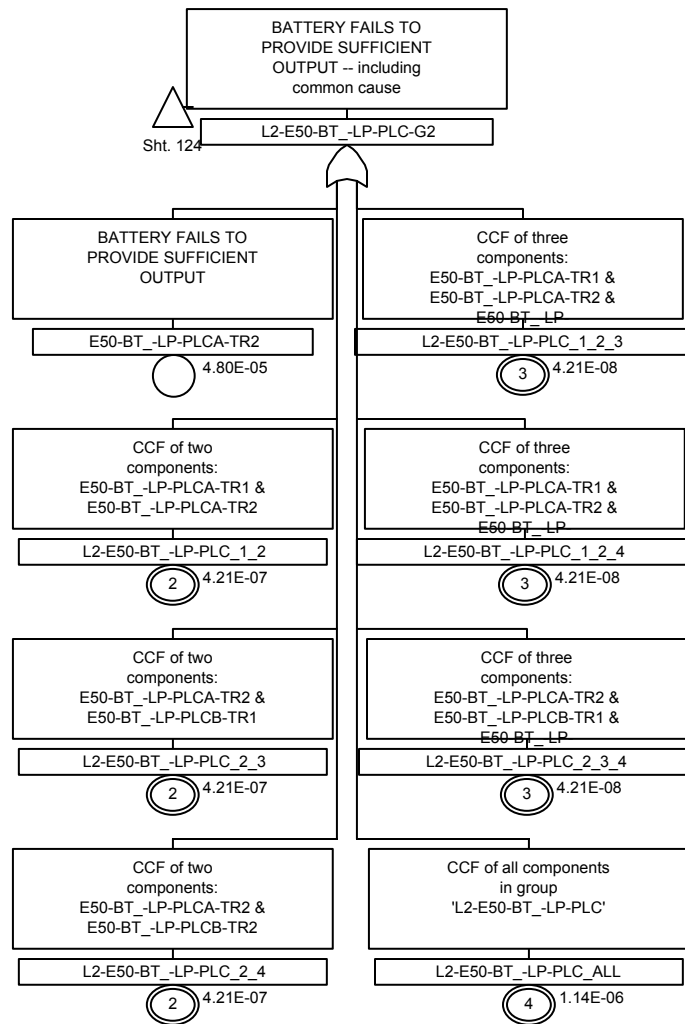 BATTERY FAILS TO
PROVIDE SUFFICIENT
OUTPUT -- including
common cause
L2-E50-BT_-LP-PLC-G2
Sht. 124
BATTERY FAILS TO
PROVIDE SUFFICIENT
OUTPUT
E50-BT_-LP-PLCA-TR2
4.80E-05
CCF of three
components:
E50-BT_-LP-PLCA-TR1 &
E50-BT_-LP-PLCA-TR2 &
E50-BT_-LP
L2-E50-BT_-LP-PLC_1_2_3
3
4.21E-08
CCF of two
components:
E50-BT_-LP-PLCA-TR1 &
E50-BT_-LP-PLCA-TR2
L2-E50-BT_-LP-PLC_1_2
2
4.21E-07
CCF of three
components:
E50-BT_-LP-PLCA-TR1 &
E50-BT_-LP-PLCA-TR2 &
E50-BT_-LP
L2-E50-BT_-LP-PLC_1_2_4
3
4.21E-08
CCF of two
components:
E50-BT_-LP-PLCA-TR2 &
E50-BT_-LP-PLCB-TR1
L2-E50-BT_-LP-PLC_2_3
2
4.21E-07
CCF of three
components:
E50-BT_-LP-PLCA-TR2 &
E50-BT_-LP-PLCB-TR1 &
E50-BT_-LP
L2-E50-BT_-LP-PLC_2_3_4
3
4.21E-08
CCF of two
components:
E50-BT_-LP-PLCA-TR2 &
E50-BT_-LP-PLCB-TR2
L2-E50-BT_-LP-PLC_2_4
2
4.21E-07
CCF of all components
in group
'L2-E50-BT_-LP-PLC'
L2-E50-BT_-LP-PLC_ALL
4
1.14E-06